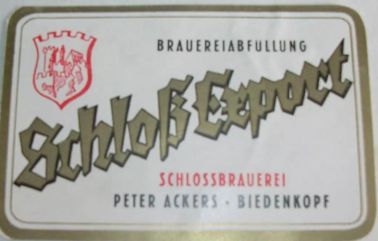 BRAUEREIABFÜLLUNG
Schloß Export
SCHLOSSBRAUEREI
PETER ACKERS · BIEDENKOPF